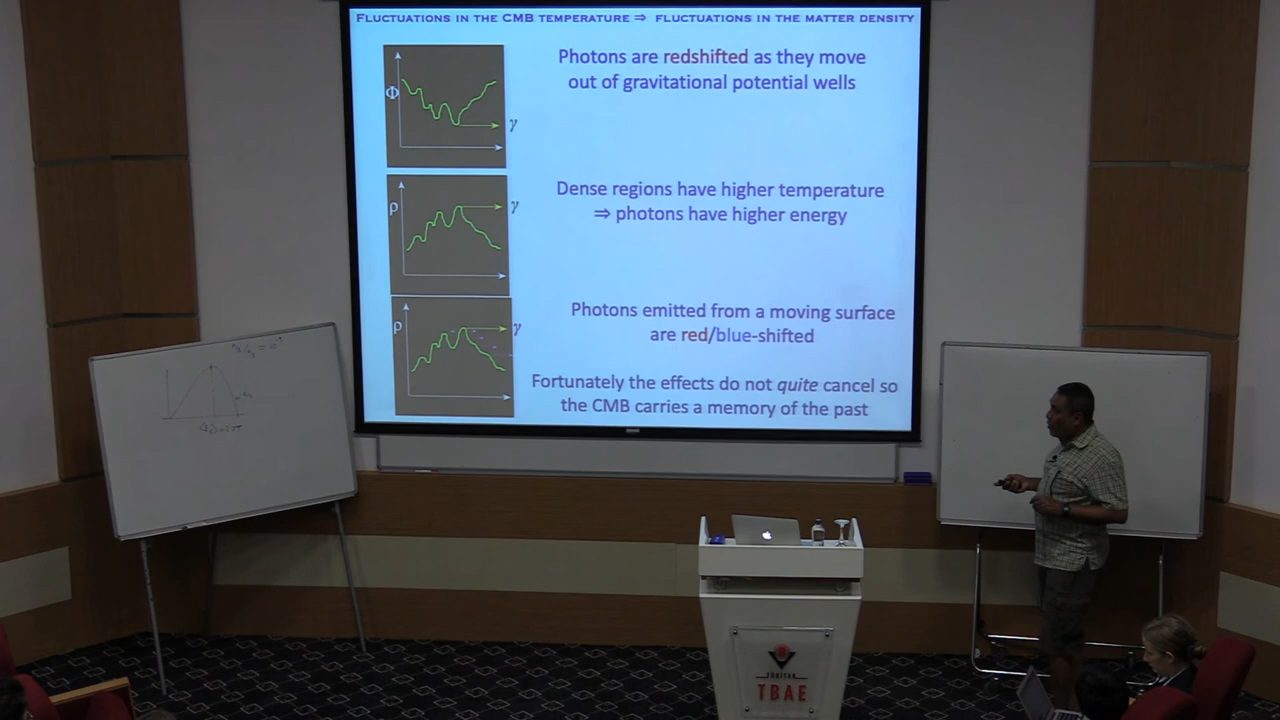 FLUCTUATIONS IN THE CMB TEMPERATURE ⇒ FLUCTUATIONS IN THE MATTER DENSITY
Φ
γ
Photons are redshifted as they move
out of gravitational potential wells
ρ
γ
Dense regions have higher temperature
⇒ photons have higher energy
ρ
γ
Photons emitted from a moving surface
are red/blue-shifted
Fortunately the effects do not quite cancel so
the CMB carries a memory of the past
TÜBİTAK
TBAE